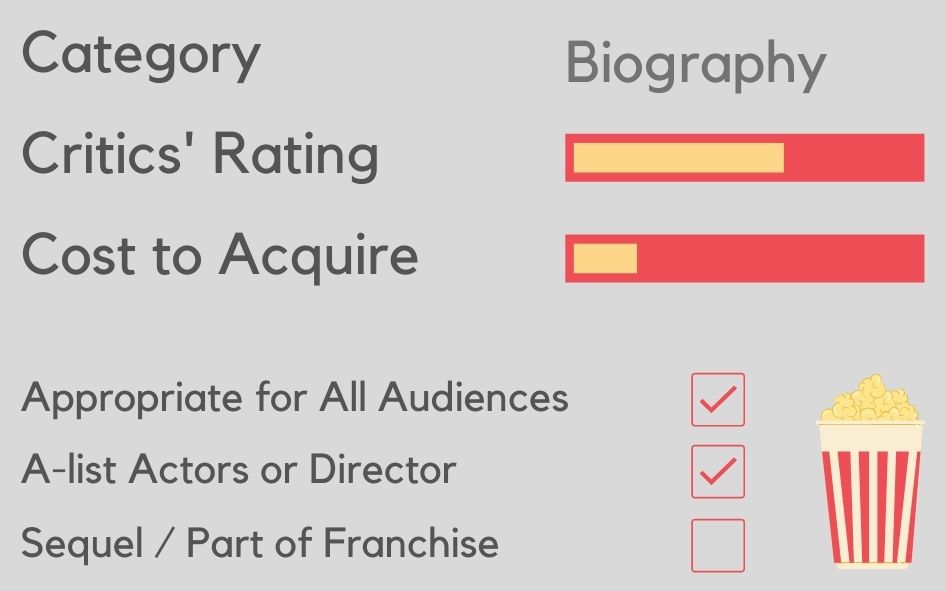 Category Biography
Critics' Rating
Cost to Acquire
Appropriate for All Audiences
A-list Actors or Director
Sequel / Part of Franchise